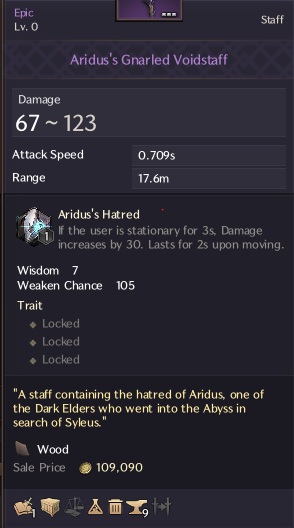 Epic
Lv. 0
Staff
Aridus's Gnarled Voidstaff
Damage
67 ~ 123
Attack Speed 0.709s
Range 17.6m
Aridus's Hatred
1
If the user is stationary for 3s, Damage
increases by 30. Lasts for 2s upon moving.
Wisdom 7
Weaken Chance 105
Trait
Locked
Locked
Locked
"A staff containing the hatred of Aridus, one of
the Dark Elders who went into the Abyss in
search of Syleus."
Wood
Sale Price 109,090
1 9